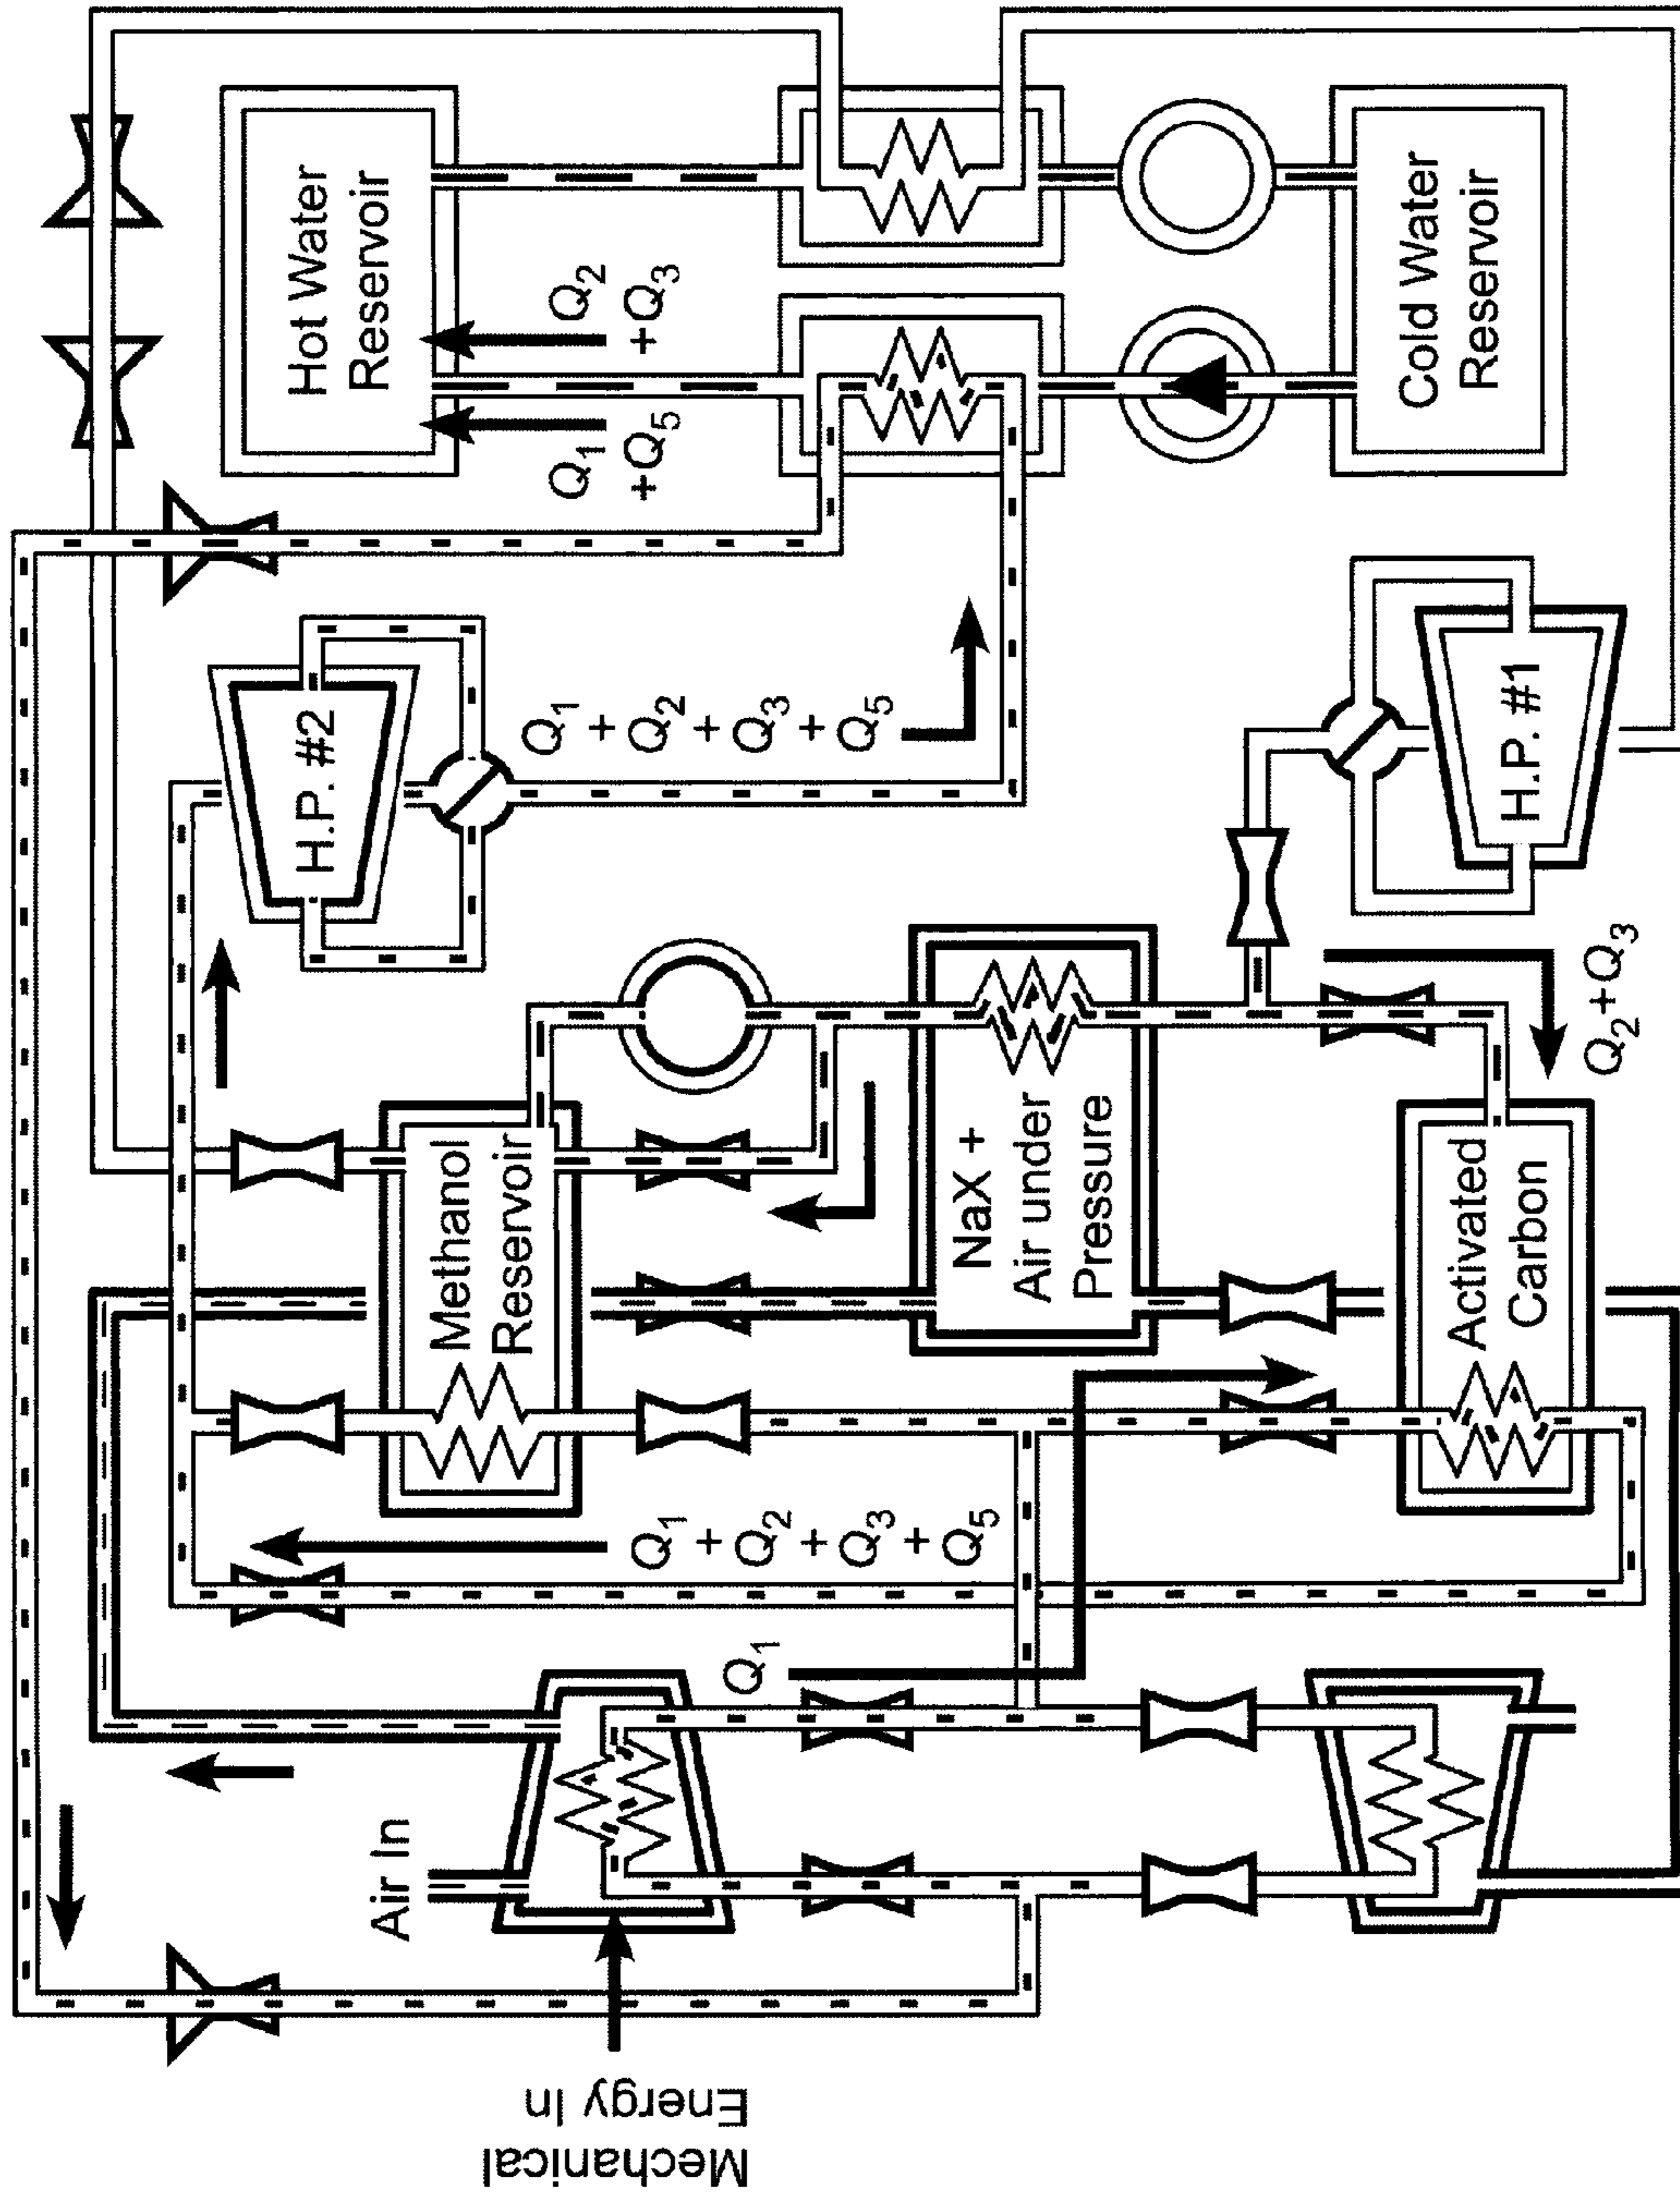 Hot Water
Reservoir
Q₂
+Q₃
Q₁
+Q₅
Cold Water
Reservoir
H.P. #2
Q₁ + Q₂ + Q₃ + Q₅
H.P. #1
Methanol
Reservoir
NaX +
Air under
Pressure
Q₂+Q₃
Activated
Carbon
Q₁ + Q₂ + Q₃ + Q₅
Q₁
Air In
Mechanical
Energy In